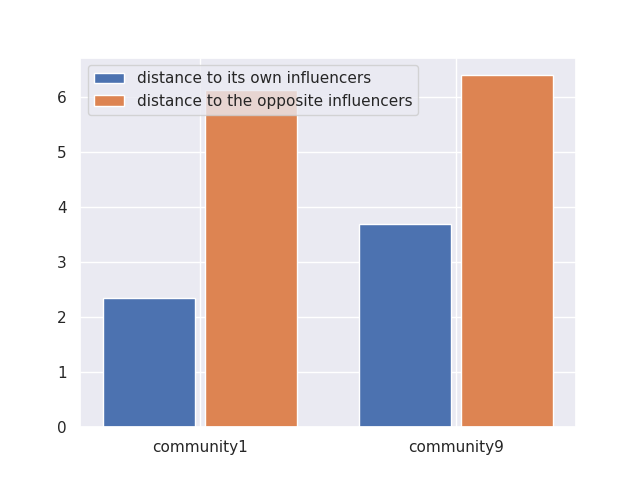 distance to its own influencers
distance to the opposite influencers
6
5
4
3
2
1
0
community1
community9